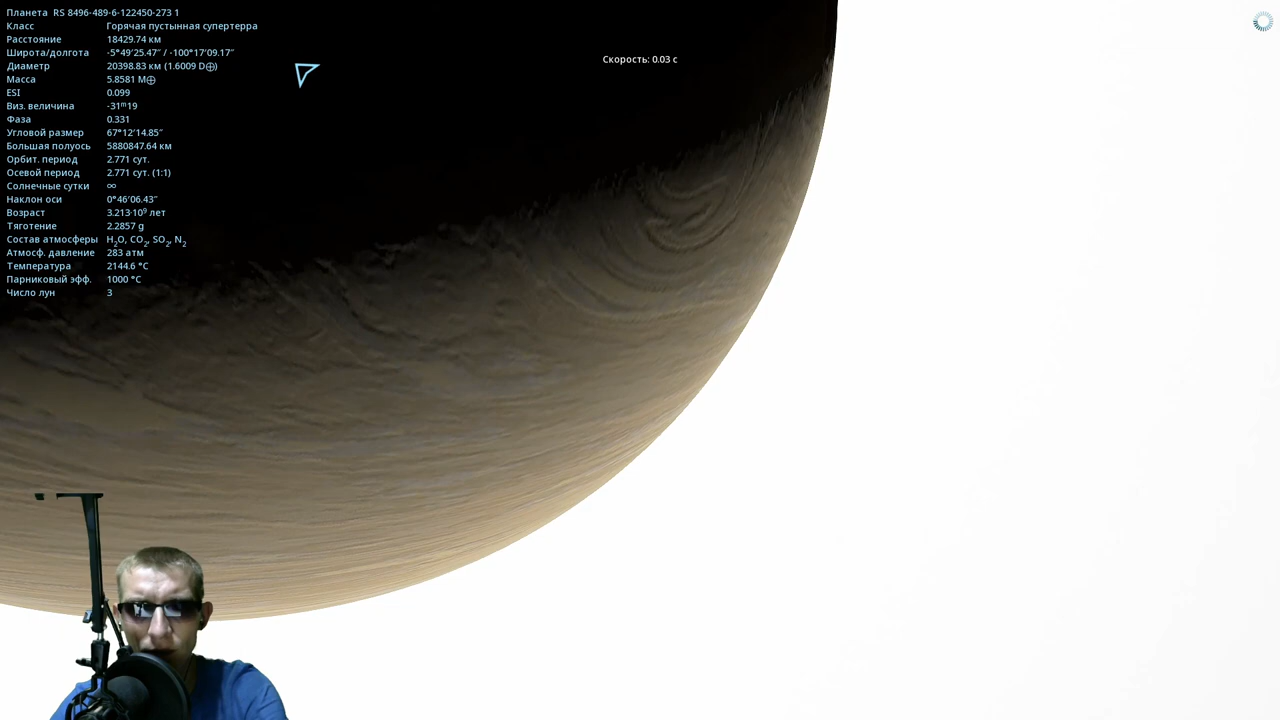 Планета RS 8496-489-6-122450-273 1
Класс Горячая пустынная супертерра
Расстояние 18429.74 км
Широта/долгота -5°49'25.47" / -100°17'09.17"
Диаметр 20398.83 км (1.6009 D⊕)
Масса 5.8581 M⊕
ESI 0.099
Виз. величина -31ᵐ19
Фаза 0.331
Угловой размер 67°12'14.85"
Большая полуось 5880847.64 км
Орбит. период 2.771 сут.
Осевой период 2.771 сут. (1:1)
Солнечные сутки ∞
Наклон оси 0°46'06.43"
Возраст 3.213·10⁹ лет
Тяготение 2.2857 g
Состав атмосферы H₂O, CO₂, SO₂, N₂
Атмосф. давление 283 атм
Температура 2144.6 °C
Парниковый эфф. 1000 °C
Число лун 3
Скорость: 0.03 c